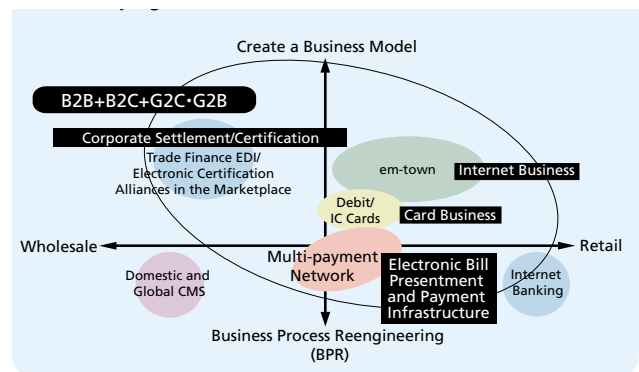 Create a Business Model
B2B+B2C+G2C•G2B
Corporate Settlement/Certification
Trade Finance EDI/
Electronic Certification
Alliances in the Marketplace
em-town
Internet Business
Debit/
IC Cards
Card Business
Wholesale
Retail
Multi-payment
Network
Electronic Bill
Presentment
and Payment
Infrastructure
Domestic and
Global CMS
Internet
Banking
Business Process Reengineering
(BPR)